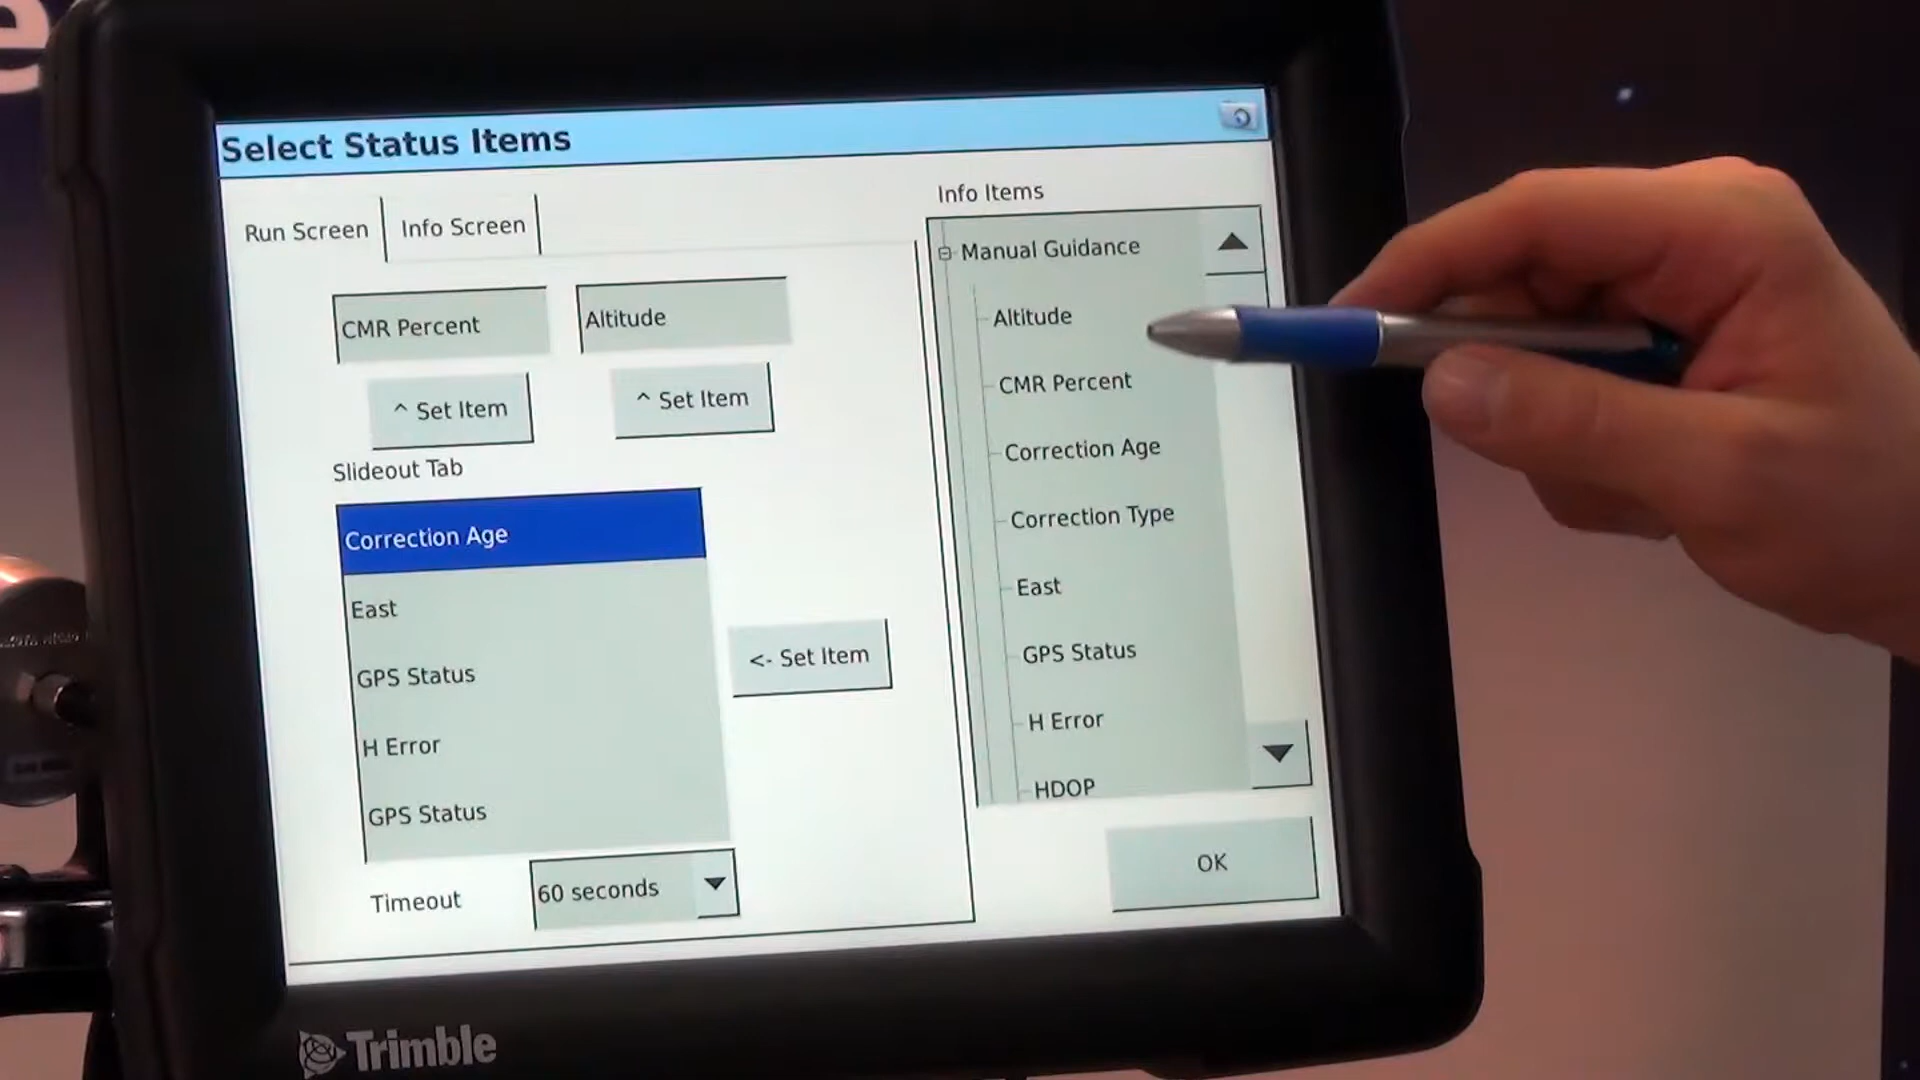 e
Select Status Items
Run Screen
Info Screen
CMR Percent
Altitude
^ Set Item
^ Set Item
Slideout Tab
Correction Age
East
GPS Status
H Error
GPS Status
<- Set Item
Timeout
60 seconds
Info Items
Manual Guidance
Altitude
CMR Percent
Correction Age
Correction Type
East
GPS Status
H Error
HDOP
OK
Trimble